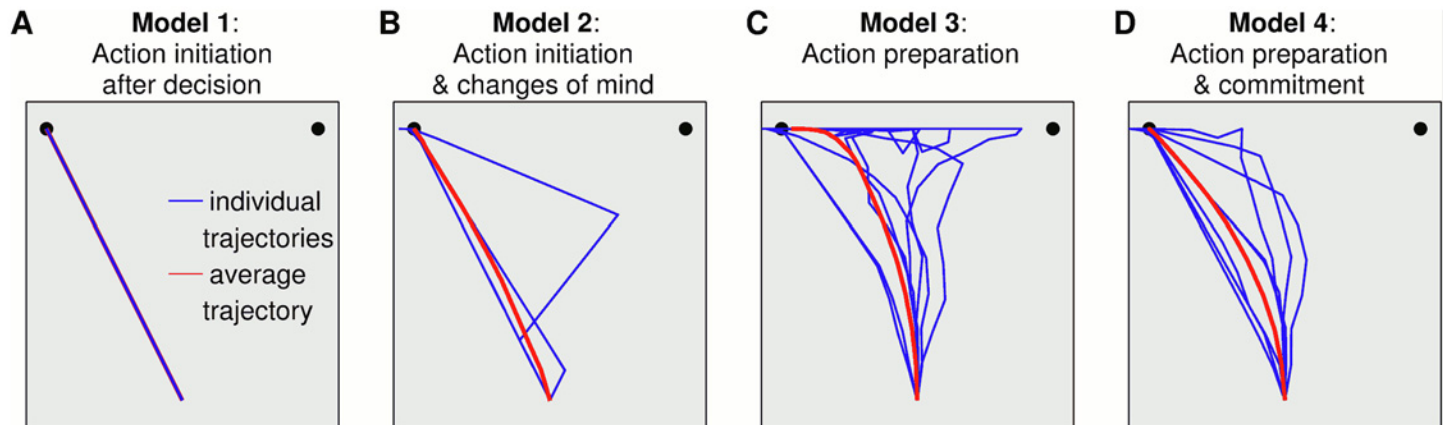 A
Model 1:
Action initiation
after decision
individual
trajectories
average
trajectory
B
Model 2:
Action initiation
& changes of mind
C
Model 3:
Action preparation
D
Model 4:
Action preparation
& commitment